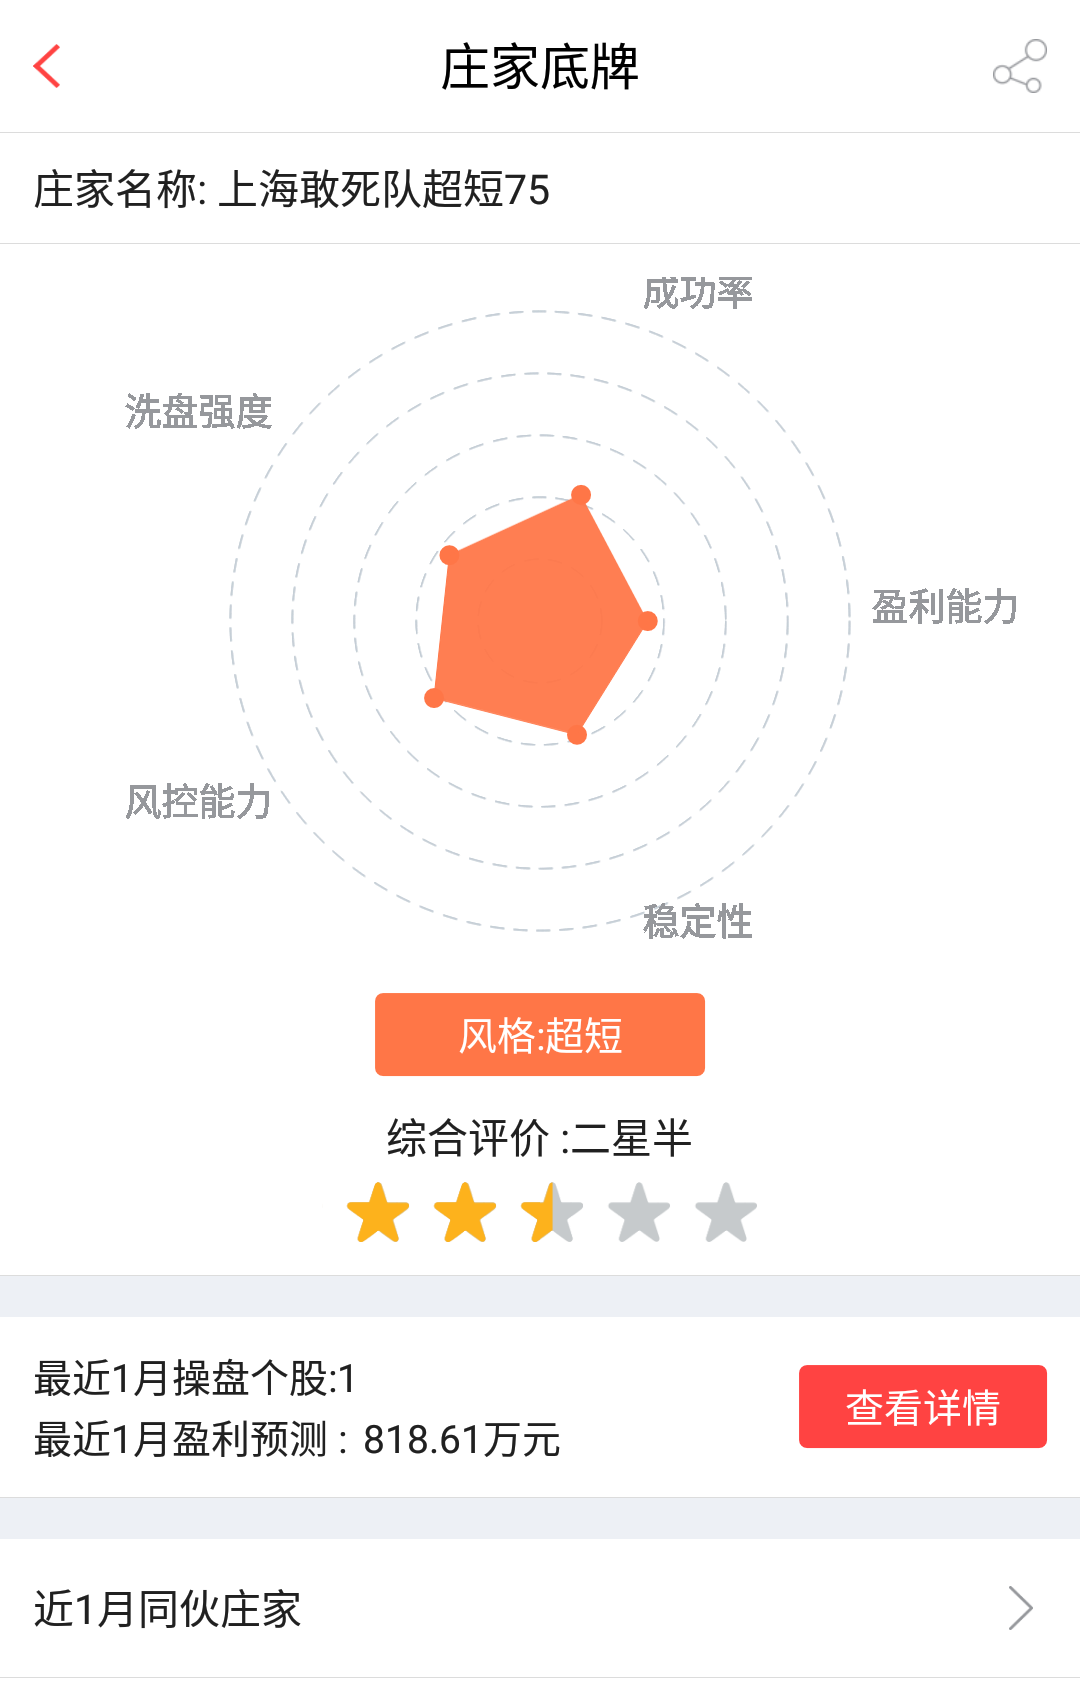 庄家底牌
庄家名称: 上海敢死队超短75
成功率
洗盘强度
盈利能力
风控能力
稳定性
风格:超短
综合评价 :二星半
最近1月操盘个股:1
最近1月盈利预测 : 818.61万元
查看详情
近1月同伙庄家